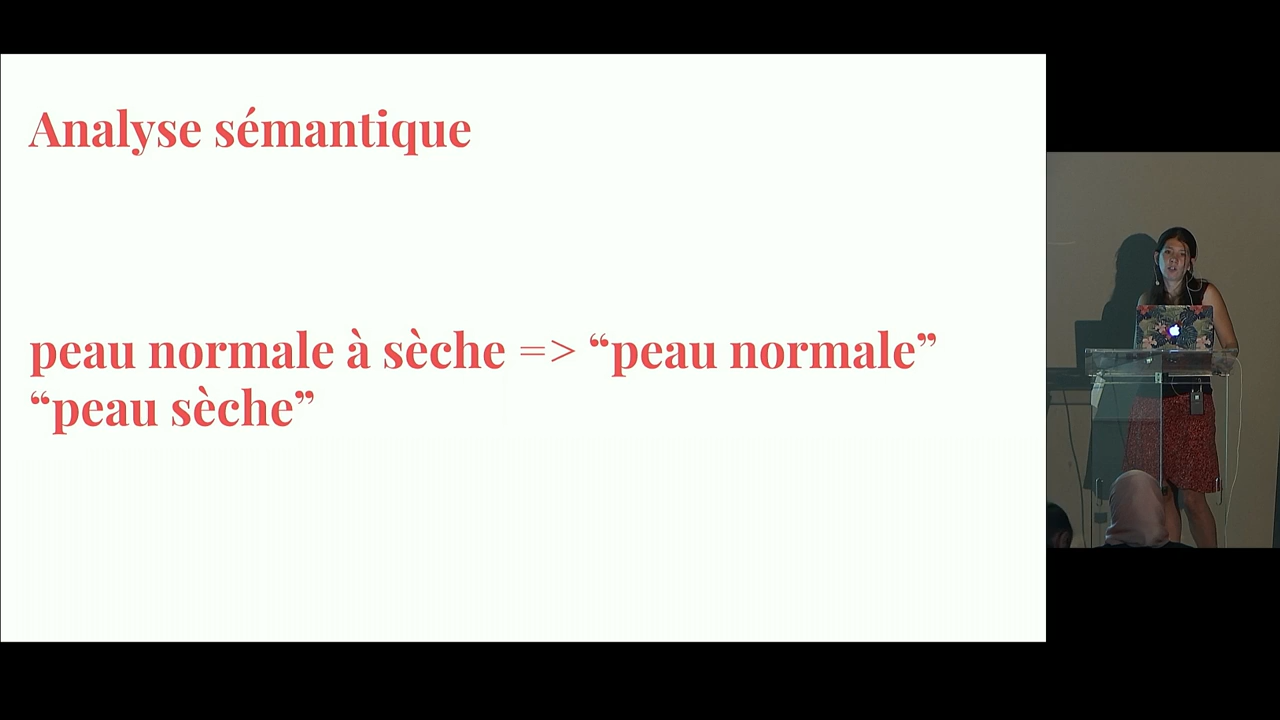 Analyse sémantique
peau normale à sèche => “peau normale”
“peau sèche”